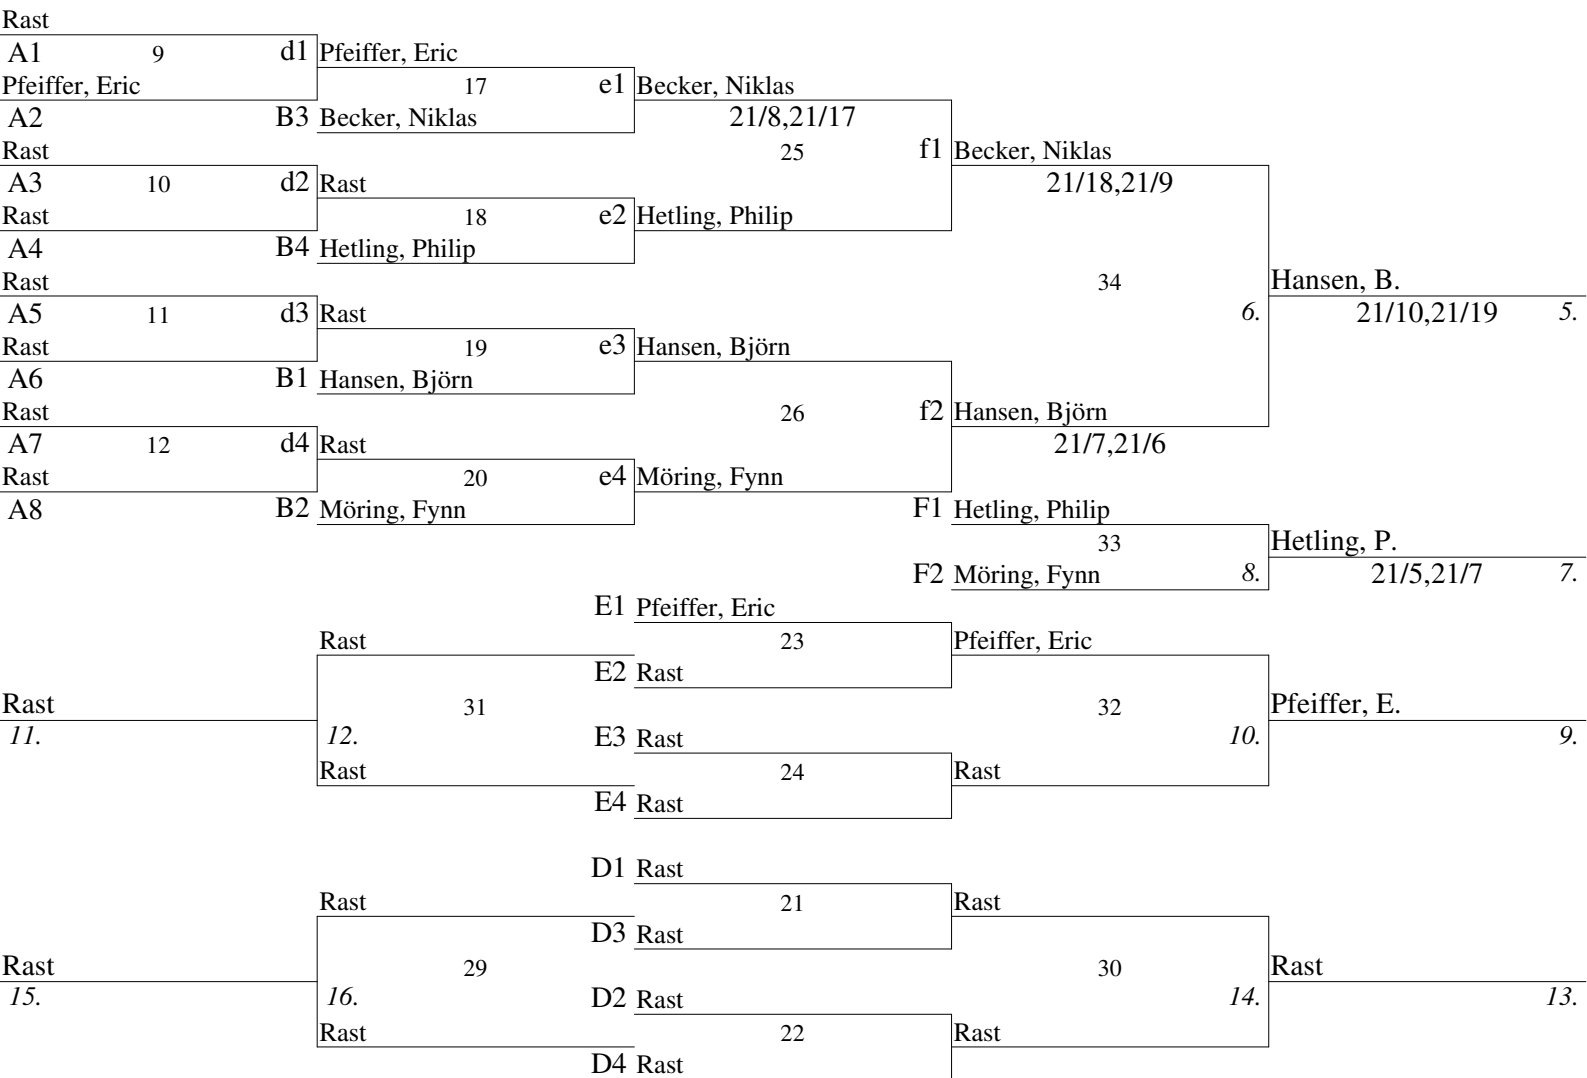 Rast
A1 9 d1 Pfeiffer, Eric
Pfeiffer, Eric 17 e1 Becker, Niklas
A2 B3 Becker, Niklas 21/8,21/17
Rast 25 f1 Becker, Niklas
A3 10 d2 Rast 21/18,21/9
Rast 18 e2 Hetling, Philip
A4 B4 Hetling, Philip
Rast 34 Hansen, B.
A5 11 d3 Rast 6. 21/10,21/19 5.
Rast 19 e3 Hansen, Björn
A6 B1 Hansen, Björn
Rast 26 f2 Hansen, Björn
A7 12 d4 Rast 21/7,21/6
Rast 20 e4 Möring, Fynn
A8 B2 Möring, Fynn F1 Hetling, Philip
33 Hetling, P.
F2 Möring, Fynn 8. 21/5,21/7 7.
E1 Pfeiffer, Eric
Rast 23 Pfeiffer, Eric
E2 Rast
Rast 31 32 Pfeiffer, E.
11. 12. E3 Rast 10. 9.
Rast 24 Rast
E4 Rast
D1 Rast
Rast 21 Rast
D3 Rast
Rast 29 30 Rast
15. 16. D2 Rast 14. 13.
Rast 22 Rast
D4 Rast